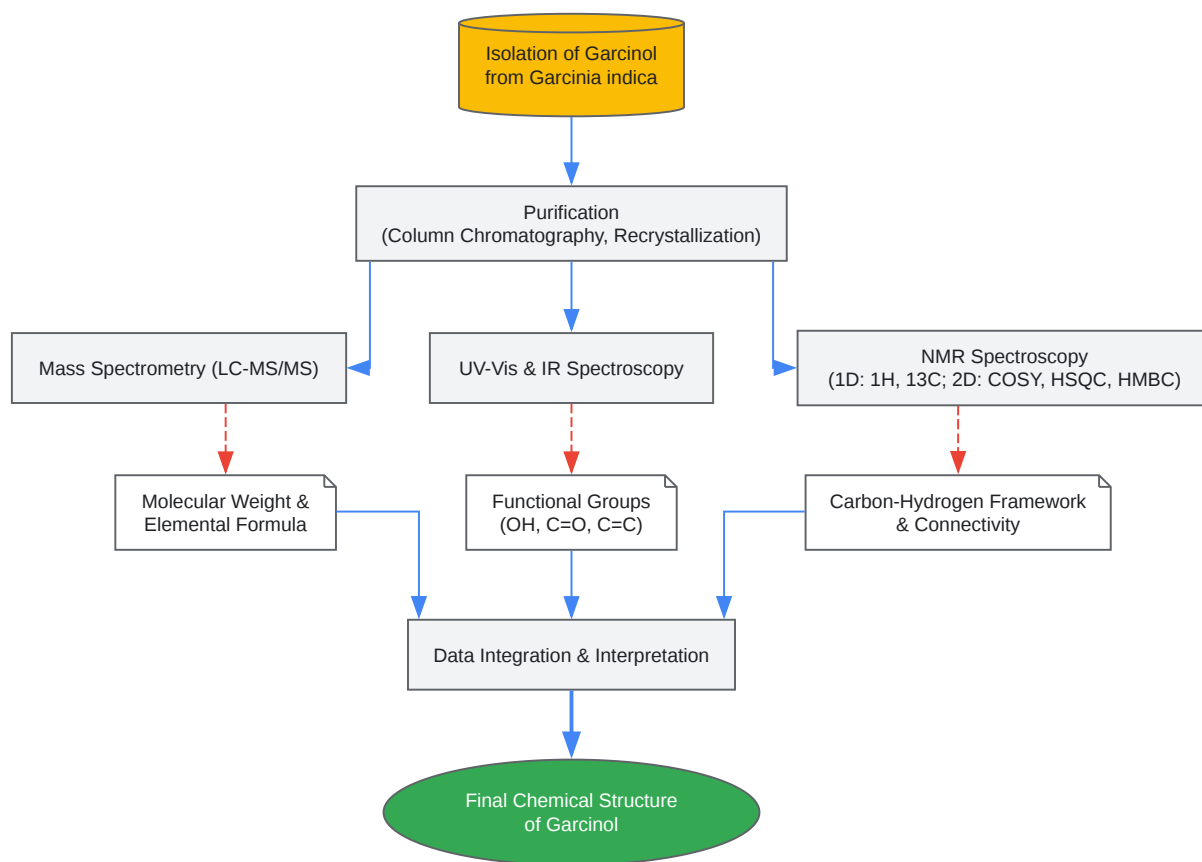 Isolation of Garcinol
from Garcinia indica
Purification
(Column Chromatography, Recrystallization)
Mass Spectrometry (LC-MS/MS)
UV-Vis & IR Spectroscopy
NMR Spectroscopy
(1D: 1H, 13C; 2D: COSY, HSQC, HMBC)
Molecular Weight &
Elemental Formula
Functional Groups
(OH, C=O, C=C)
Carbon-Hydrogen Framework
& Connectivity
Data Integration & Interpretation
Final Chemical Structure
of Garcinol